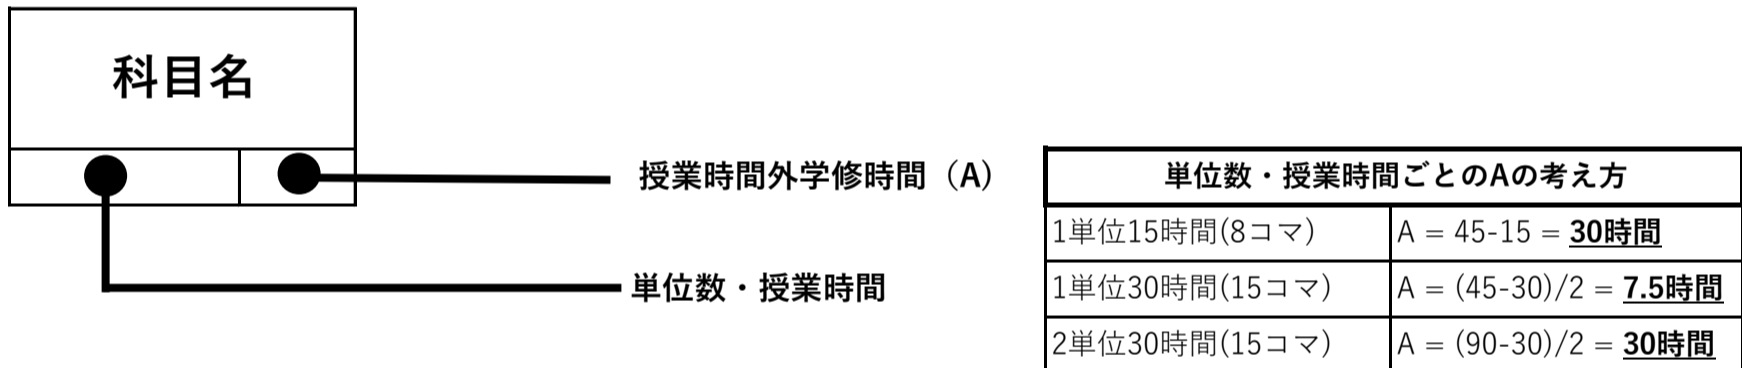 科目名
授業時間外学修時間（A）
単位数・授業時間
単位数・授業時間ごとのAの考え方
1単位15時間(8コマ) A = 45-15 = 30時間
1単位30時間(15コマ) A = (45-30)/2 = 7.5時間
2単位30時間(15コマ) A = (90-30)/2 = 30時間